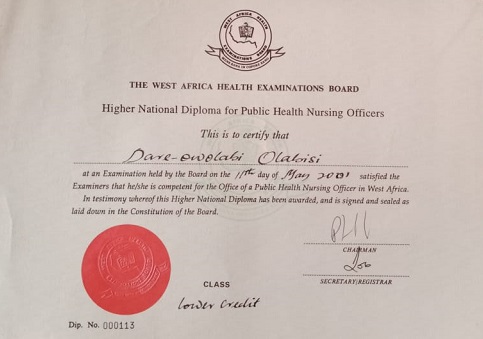 WEST AFRICA HEALTH
EXAMINATIONS BOARD
THE WEST AFRICA HEALTH EXAMINATIONS BOARD
Higher National Diploma for Public Health Nursing Officers
This is to certify that
Dare-owolabi Olabisi
at an Examination held by the Board on the 11th day of May 2001 satisfied the
Examiners that he/she is competent for the Office of a Public Health Nursing Officer in West Africa.
In testimony whereof this Higher National Diploma has been awarded, and is signed and sealed as
laid down in the Constitution of the Board.
CHAIRMAN
SECRETARY/REGISTRAR
CLASS
Lower Credit
Dip. No. 000113